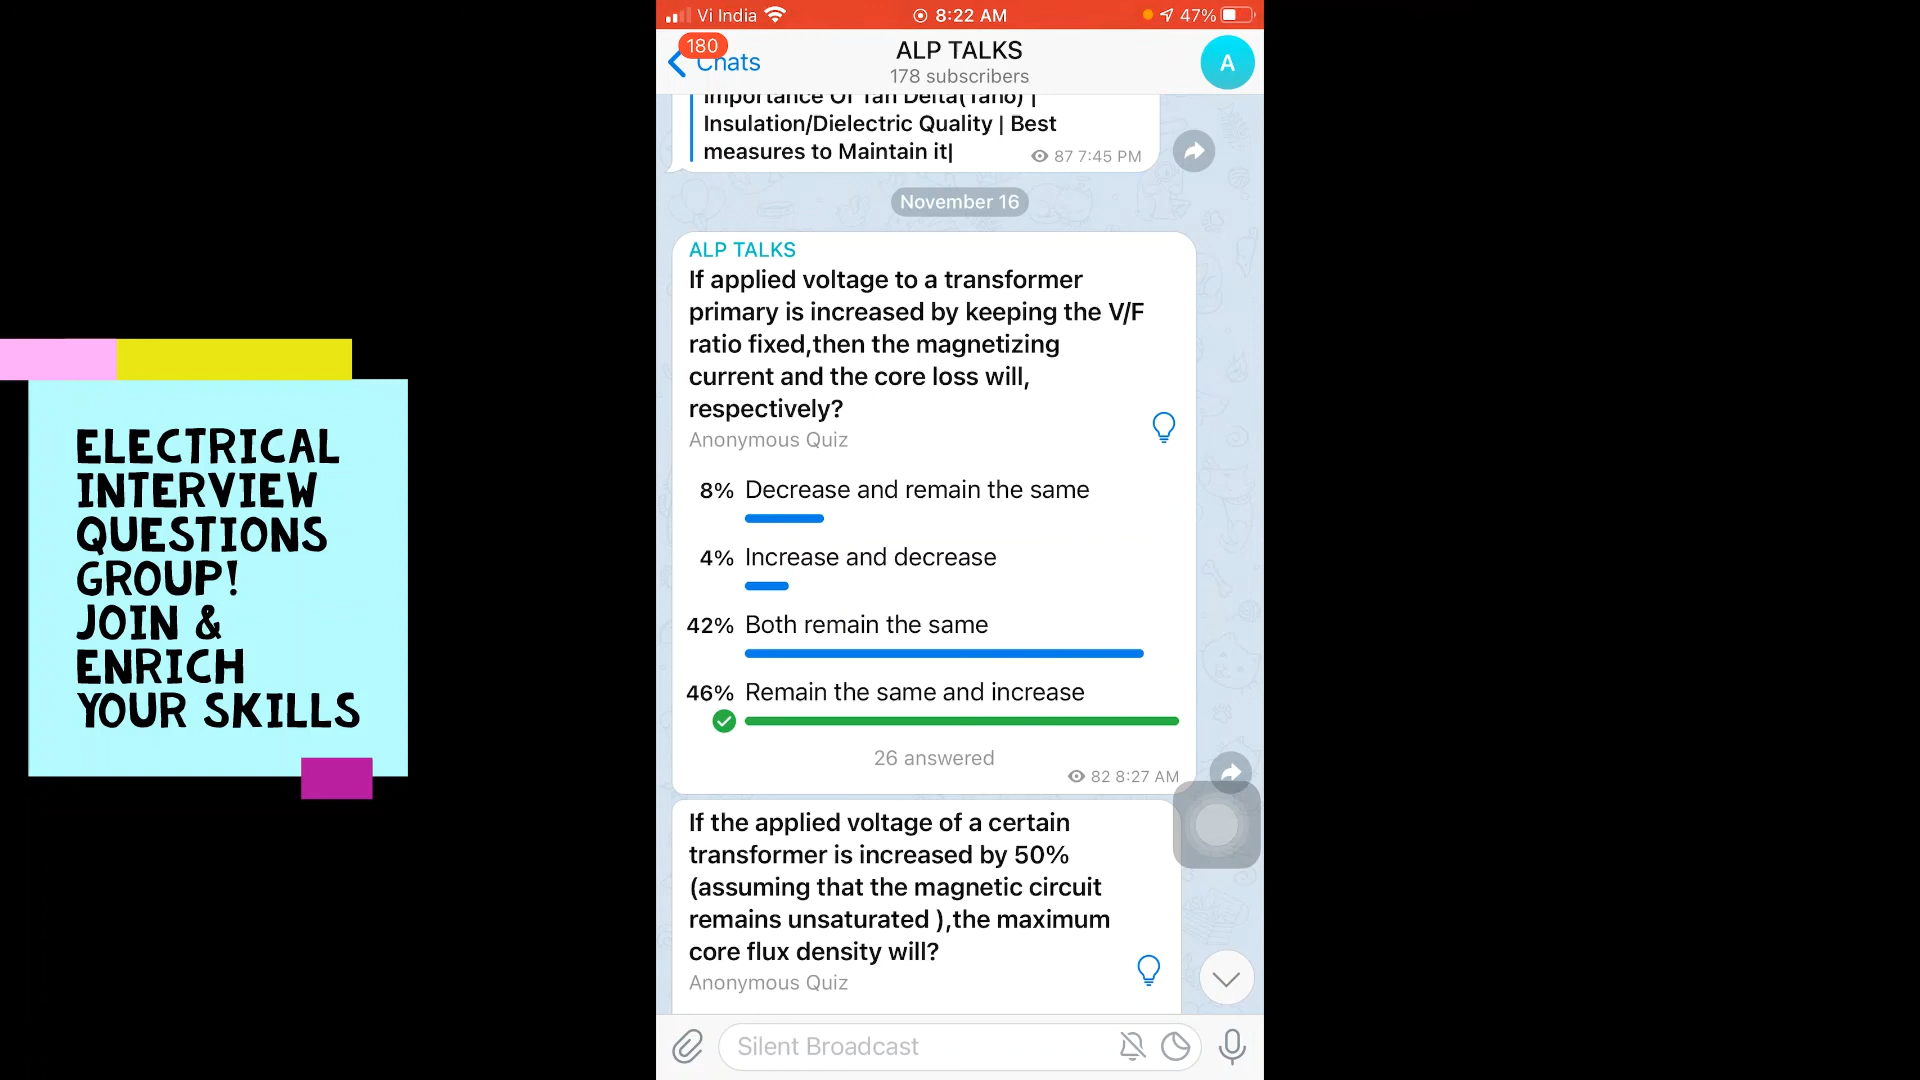 Vi India
8:22 AM
47%
180
Chats
ALP TALKS
178 subscribers
A
Importance Of Tan Delta(Tanδ) |
Insulation/Dielectric Quality | Best
measures to Maintain it|
87 7:45 PM
November 16
ALP TALKS
If applied voltage to a transformer
primary is increased by keeping the V/F
ratio fixed,then the magnetizing
current and the core loss will,
respectively?
Anonymous Quiz
8% Decrease and remain the same
4% Increase and decrease
42% Both remain the same
46% Remain the same and increase
26 answered
82 8:27 AM
If the applied voltage of a certain
transformer is increased by 50%
(assuming that the magnetic circuit
remains unsaturated ),the maximum
core flux density will?
Anonymous Quiz
Silent Broadcast
ELECTRICAL
INTERVIEW
QUESTIONS
GROUP!
JOIN &
ENRICH
YOUR SKILLS